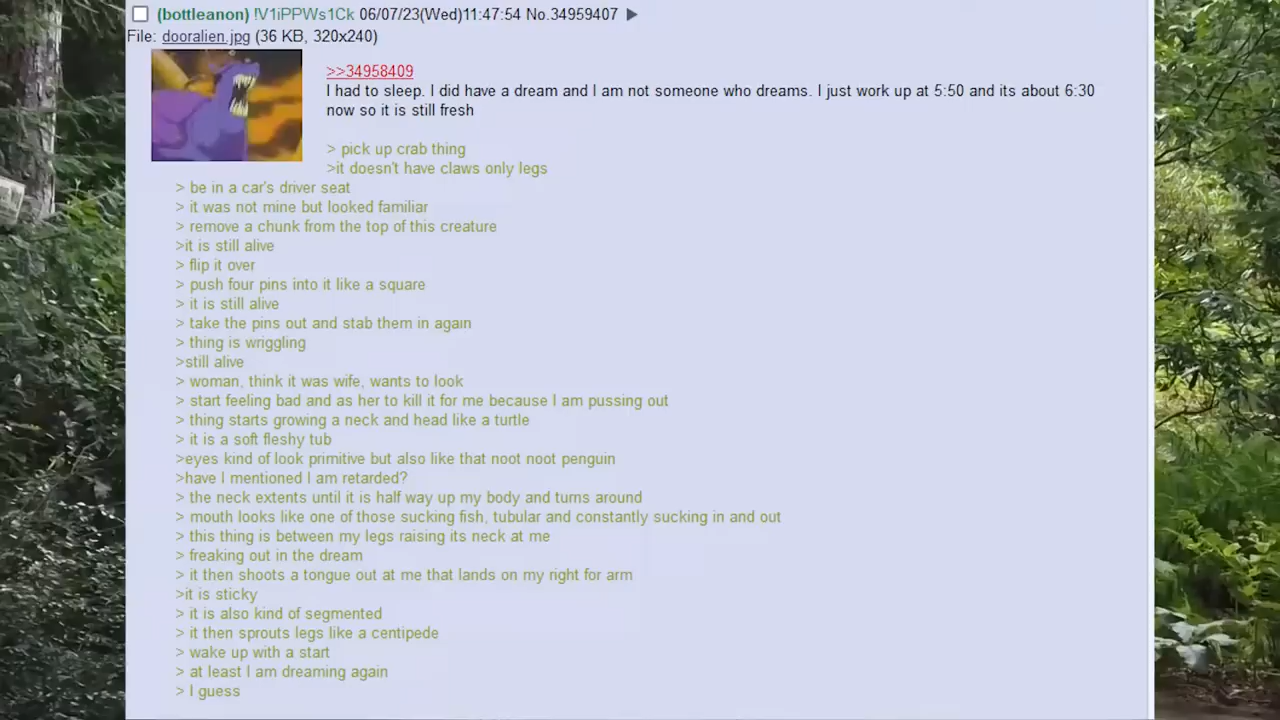 (bottleanon) !V1iPPWs1Ck 06/07/23(Wed)11:47:54 No.34959407 ▶
File: dooralien.jpg (36 KB, 320x240)
>>34958409
I had to sleep. I did have a dream and I am not someone who dreams. I just work up at 5:50 and its about 6:30
now so it is still fresh
> pick up crab thing
>it doesn't have claws only legs
> be in a car's driver seat
> it was not mine but looked familiar
> remove a chunk from the top of this creature
>it is still alive
> flip it over
> push four pins into it like a square
> it is still alive
> take the pins out and stab them in again
> thing is wriggling
>still alive
> woman, think it was wife, wants to look
> start feeling bad and as her to kill it for me because I am pussing out
> thing starts growing a neck and head like a turtle
> it is a soft fleshy tub
>eyes kind of look primitive but also like that noot noot penguin
>have I mentioned I am retarded?
> the neck extents until it is half way up my body and turns around
> mouth looks like one of those sucking fish, tubular and constantly sucking in and out
> this thing is between my legs raising its neck at me
> freaking out in the dream
> it then shoots a tongue out at me that lands on my right for arm
>it is sticky
> it is also kind of segmented
> it then sprouts legs like a centipede
> wake up with a start
> at least I am dreaming again
> I guess